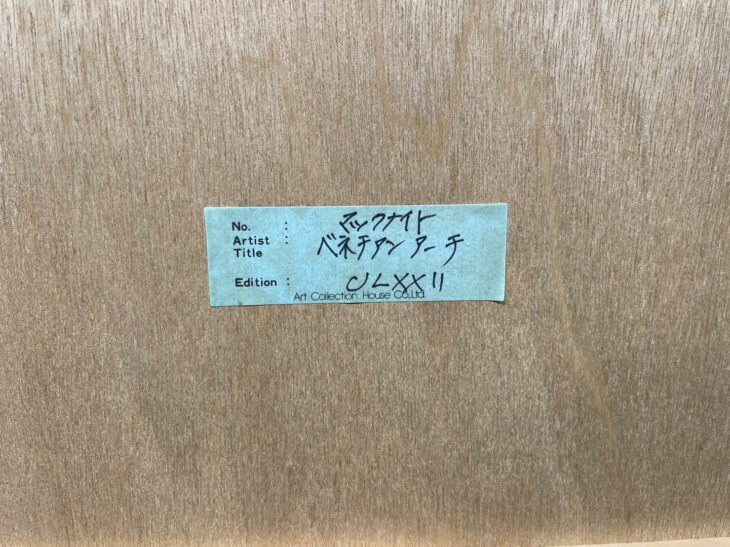 No. : マックナイト
Artist :
Title ベネチアンアーチ
Edition : CLXXII
Art Collection House Co.,Ltd.